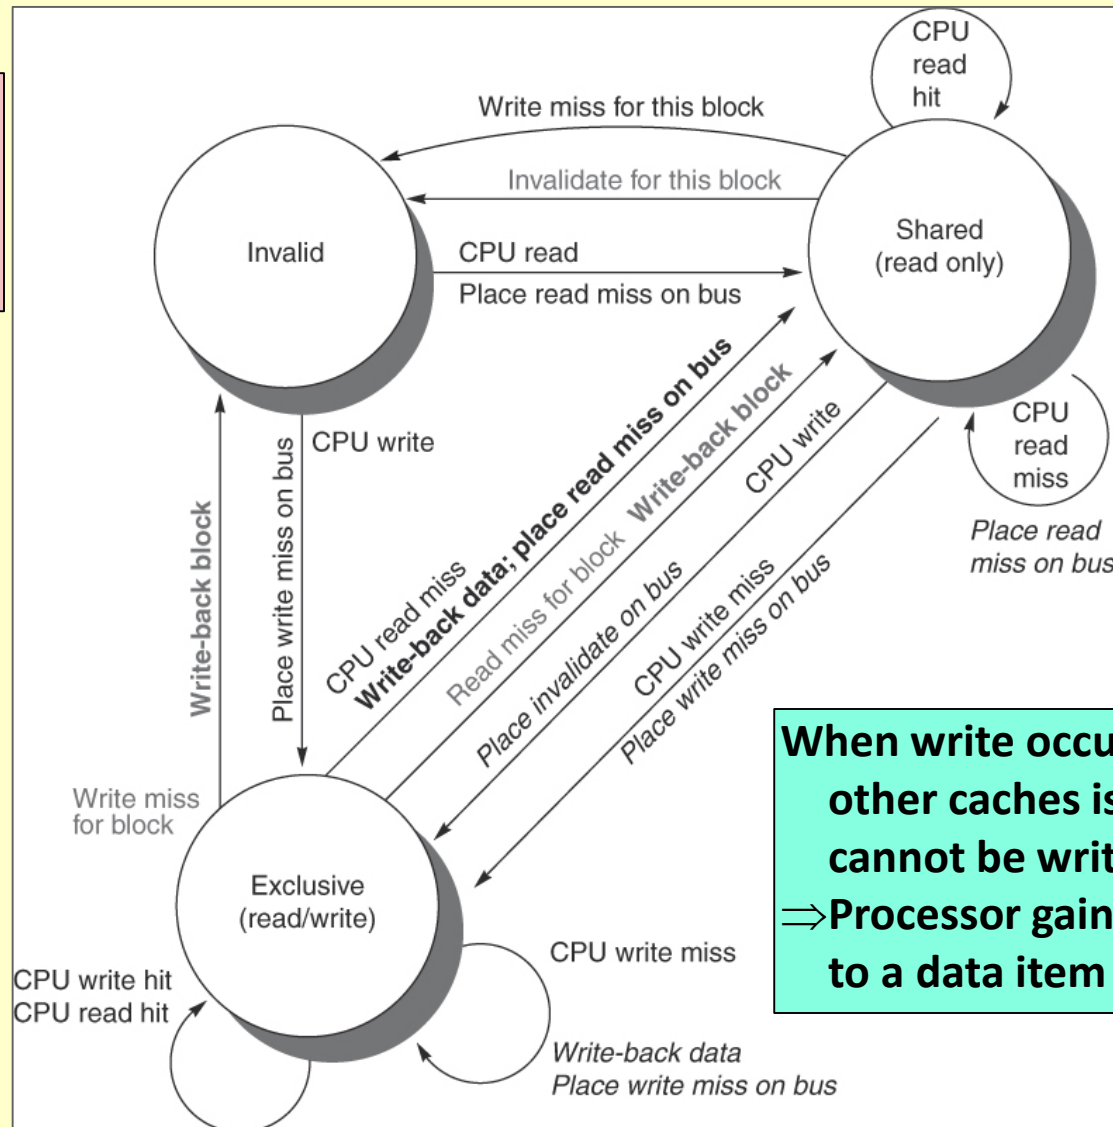 CPU
read
hit
Write miss for this block
Invalidate for this block
Invalid
Shared
(read only)
CPU read
Place read miss on bus
CPU write
Place write miss on bus
Write-back block
Write miss
for block
CPU read miss
Write-back data; place read miss on bus
Read miss for block Write-back block
CPU write
Place invalidate on bus
CPU write miss
Place write miss on bus
CPU
read
miss
Place read
miss on bus
Exclusive
(read/write)
CPU write hit
CPU read hit
CPU write miss
Write-back data
Place write miss on bus
When write occu
other caches is
cannot be writ
⇒Processor gain
to a data item